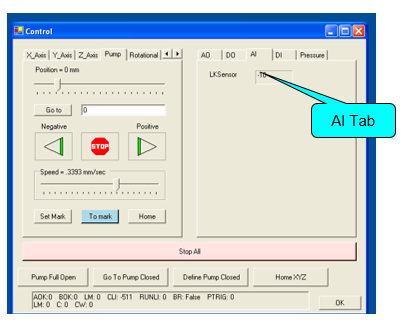 Control
X_Axis Y_Axis Z_Axis Pump Rotational
AO DO AI DI Pressure
Position = 0 mm
LKSensor -10
AI Tab
Go to 0
Negative Positive
STOP
Speed = .3393 mm/sec
Set Mark To mark Home
Stop All
Pump Full Open Go To Pump Closed Define Pump Closed Home XYZ
AOK:0 BOK:0 LM: 0 CLI: -511 RUNLI: 0 BR: False PTRIG: 0
LM: 0 C: 0 CW: 0
OK